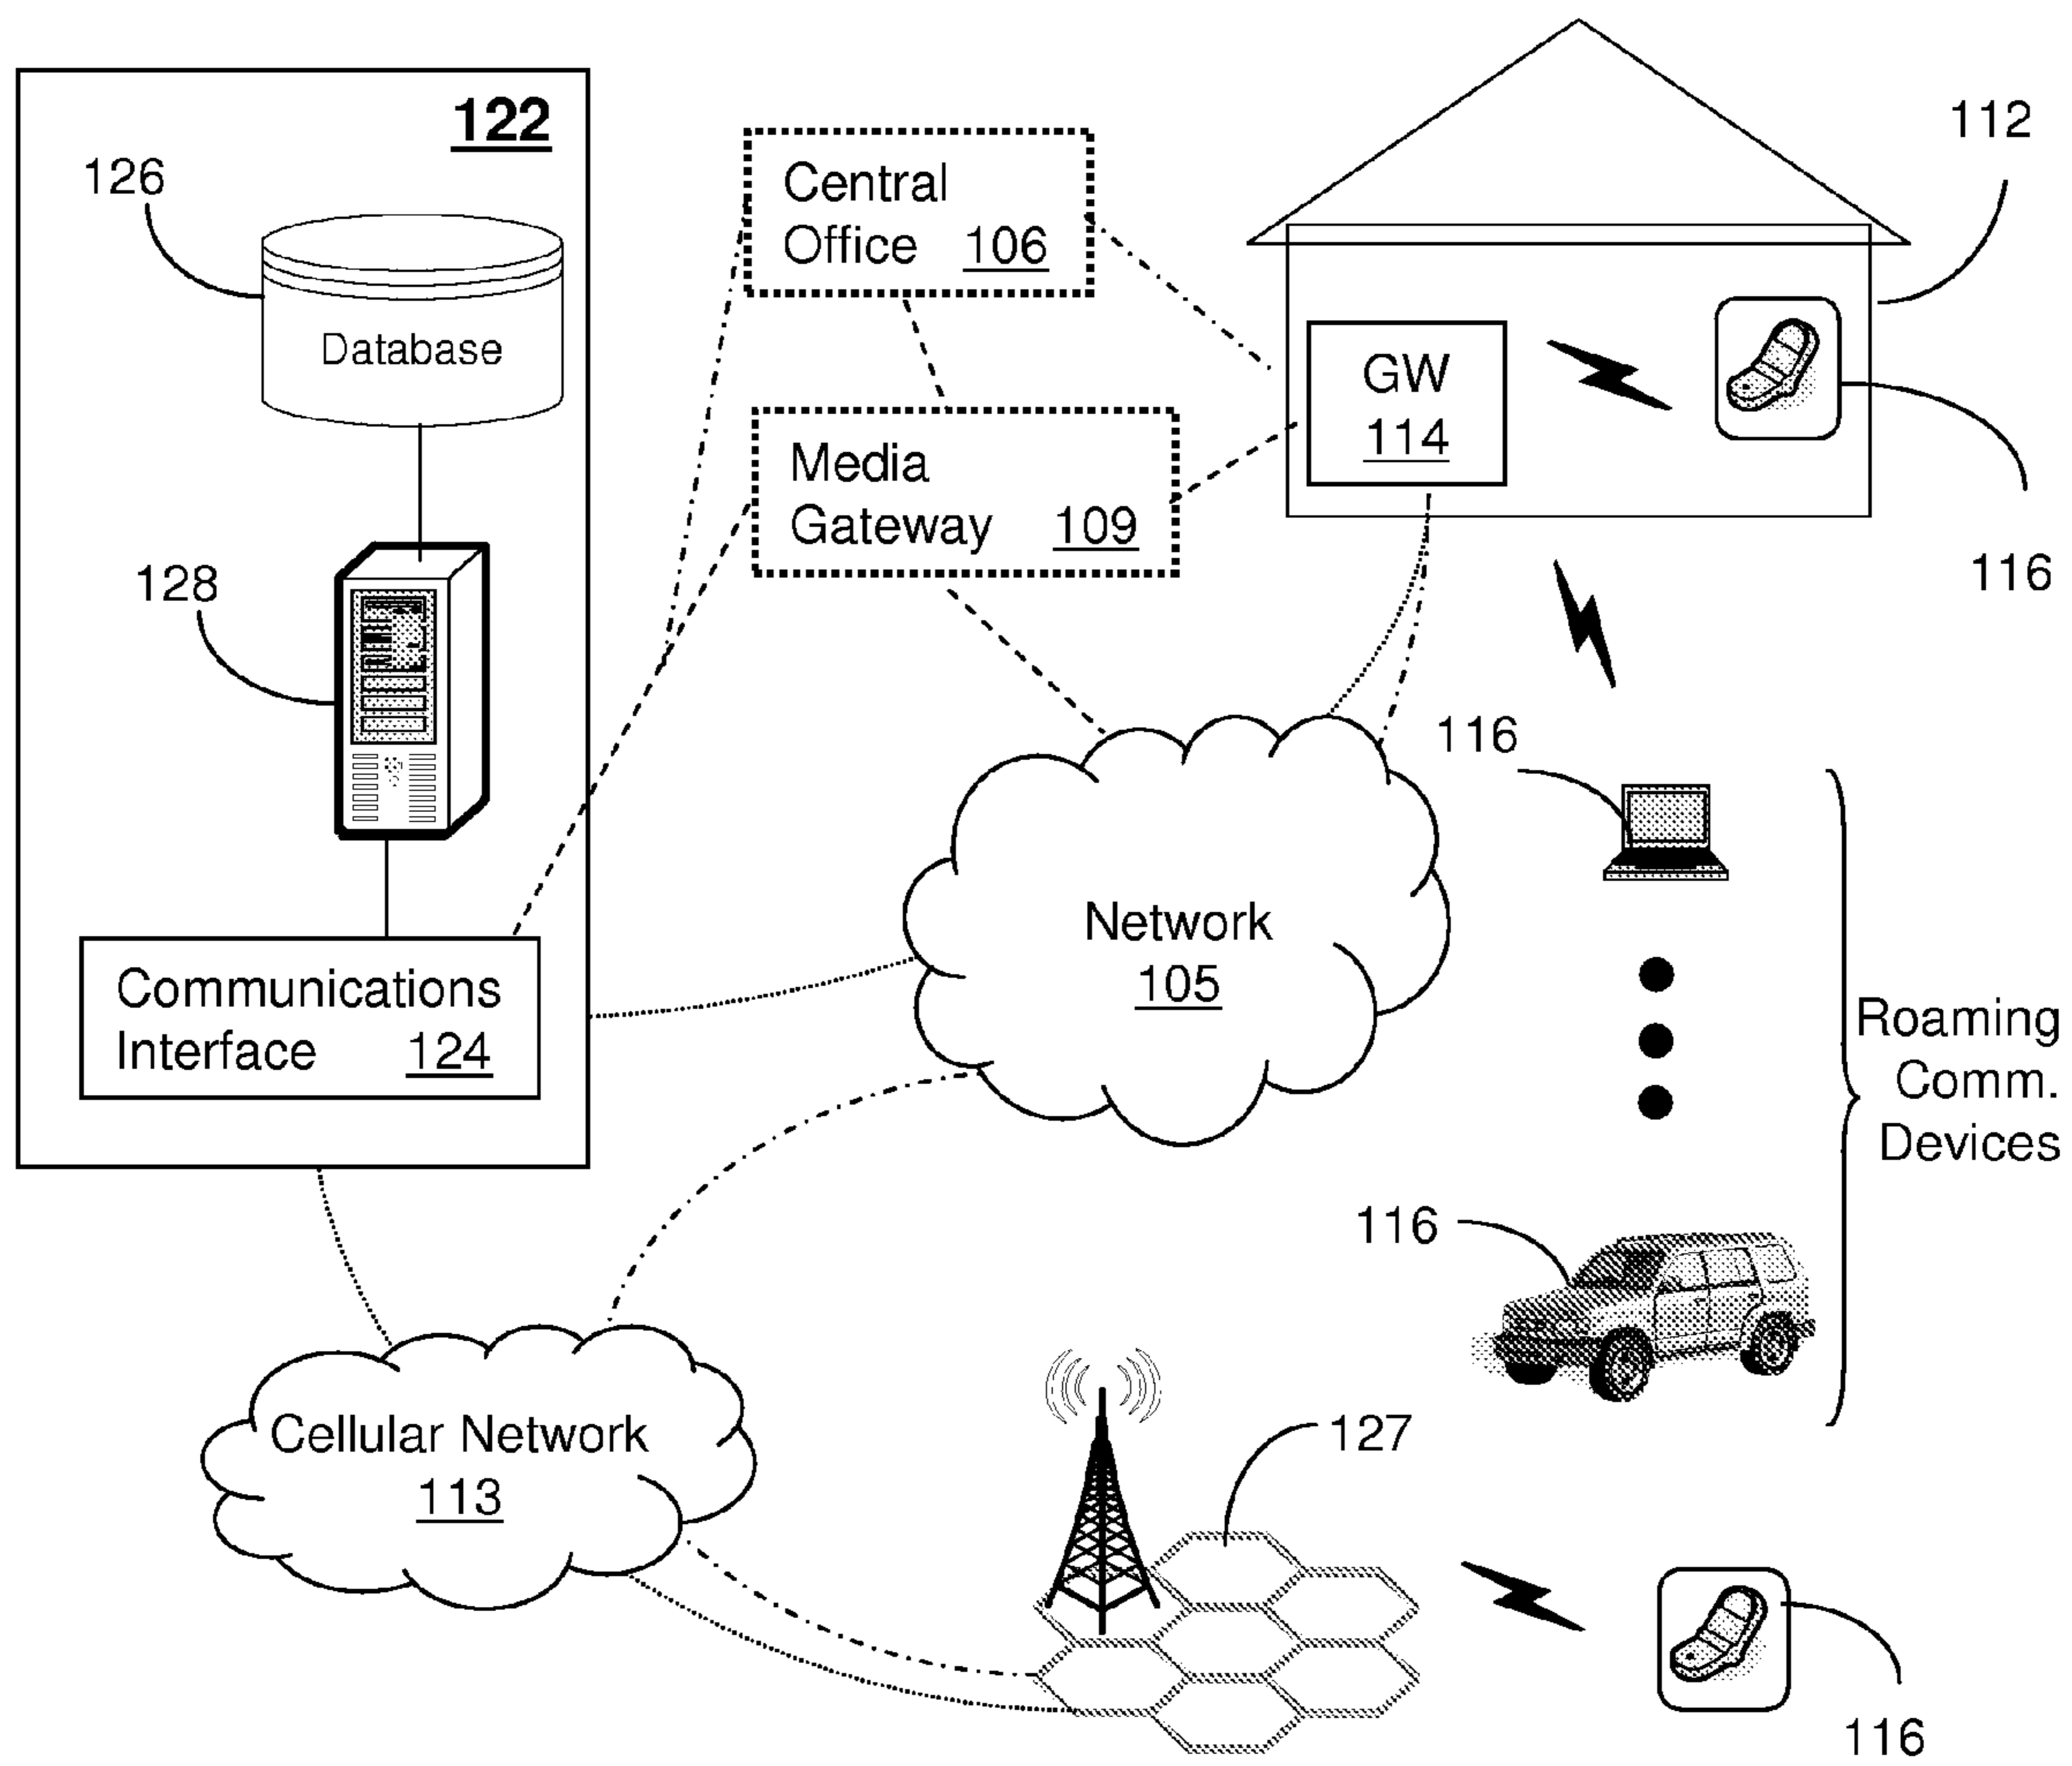 122
126
Database
128
Communications
Interface 124
Central
Office 106
Media
Gateway 109
112
GW
114
116
116
Network
105
Roaming
Comm.
Devices
116
Cellular Network
113
127
116